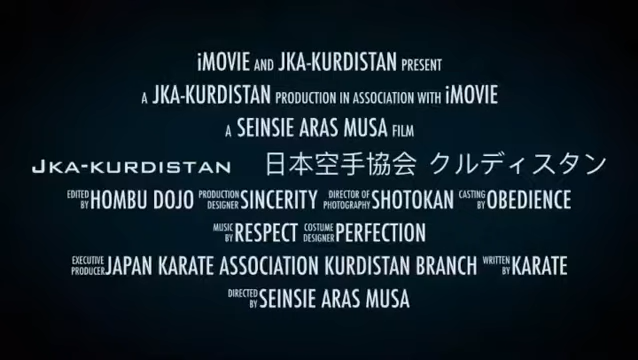 iMOVIE AND JKA-KURDISTAN PRESENT
A JKA-KURDISTAN PRODUCTION IN ASSOCIATION WITH iMOVIE
A SEINSIE ARAS MUSA FILM
JKA-KURDISTAN 日本空手協会 クルディスタン
EDITED BY HOMBU DOJO PRODUCTION DESIGNER SINCERITY DIRECTOR OF PHOTOGRAPHY SHOTOKAN CASTING BY OBEDIENCE
MUSIC BY RESPECT COSTUME DESIGNER PERFECTION
EXECUTIVE PRODUCER JAPAN KARATE ASSOCIATION KURDISTAN BRANCH WRITTEN BY KARATE
DIRECTED BY SEINSIE ARAS MUSA